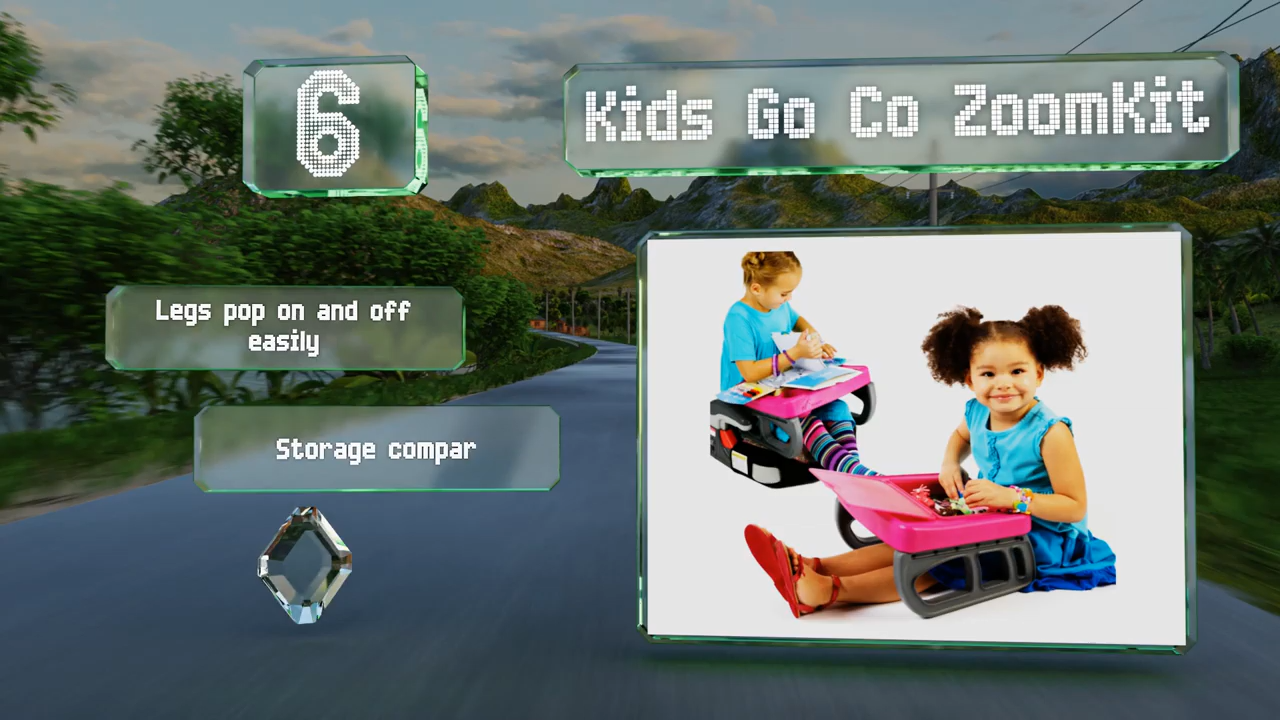 6
Kids Go Co ZoomKit
Legs pop on and off
easily
Storage compar